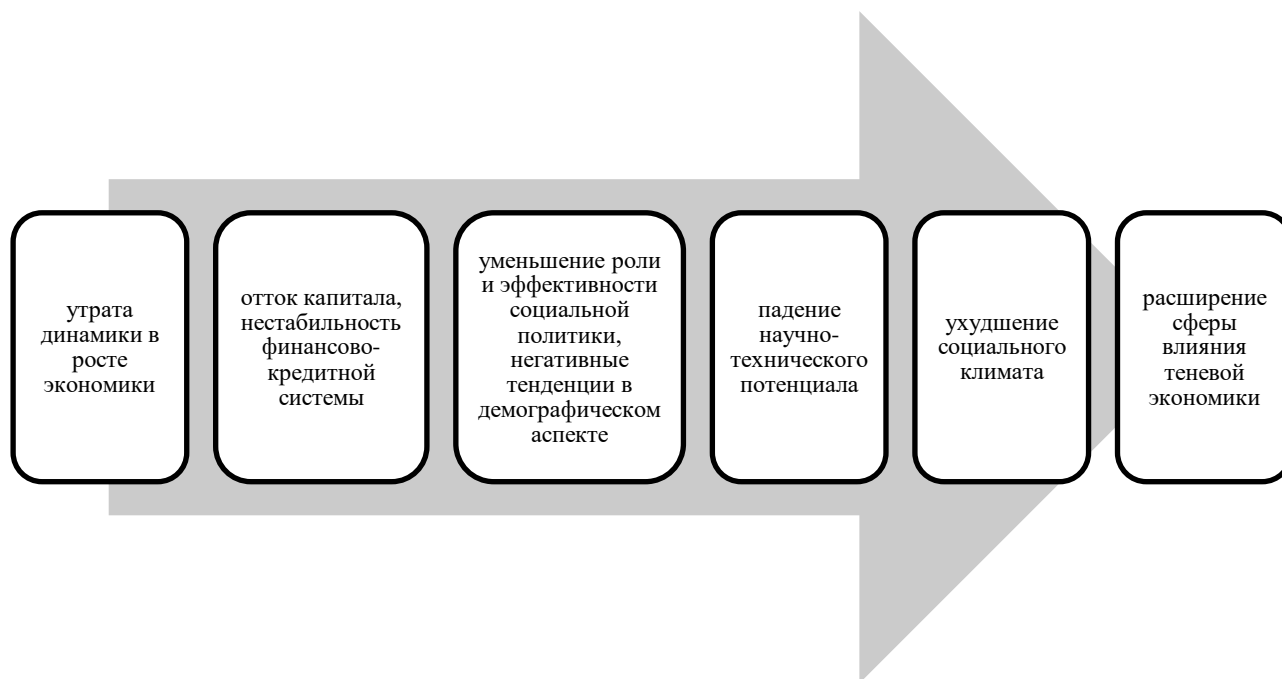 утрата
динамики в
росте
экономики
отток капитала,
нестабильность
финансово-
кредитной
системы
уменьшение роли
и эффективности
социальной
политики,
негативные
тенденции в
демографическом
аспекте
падение
научно-
технического
потенциала
ухудшение
социального
климата
расширение
сферы
влияния
теневой
экономики